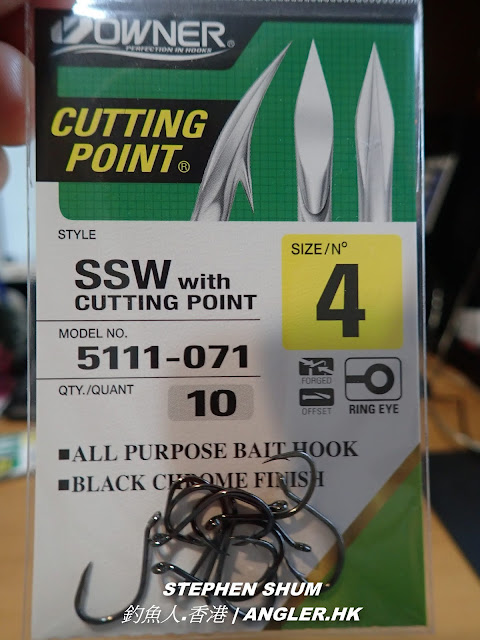 OWNER®
PERFECTION IN HOOKS
CUTTING
POINT®
STYLE
SSW with
CUTTING POINT
SIZE/Nº
4
MODEL NO.
5111-071
QTY./QUANT
10
FORGED
OFFSET
RING EYE
■ALL PURPOSE BAIT HOOK
■BLACK CHROME FINISH
STEPHEN SHUM
釣魚人.香港 | ANGLER.HK